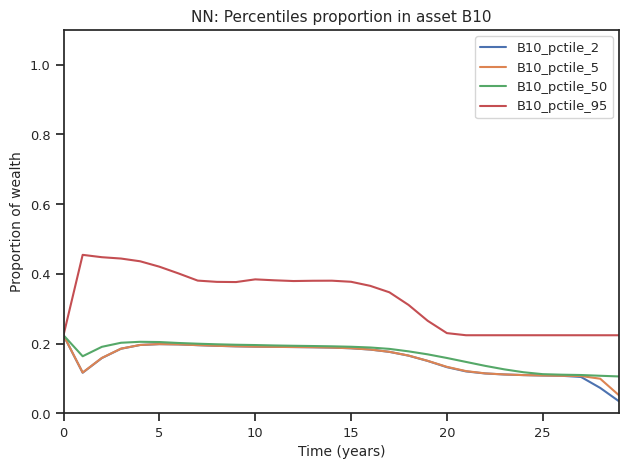 NN: Percentiles proportion in asset B10
B10_pctile_2
B10_pctile_5
B10_pctile_50
B10_pctile_95
Proportion of wealth
1.0
0.8
0.6
0.4
0.2
0.0
0 5 10 15 20 25
Time (years)